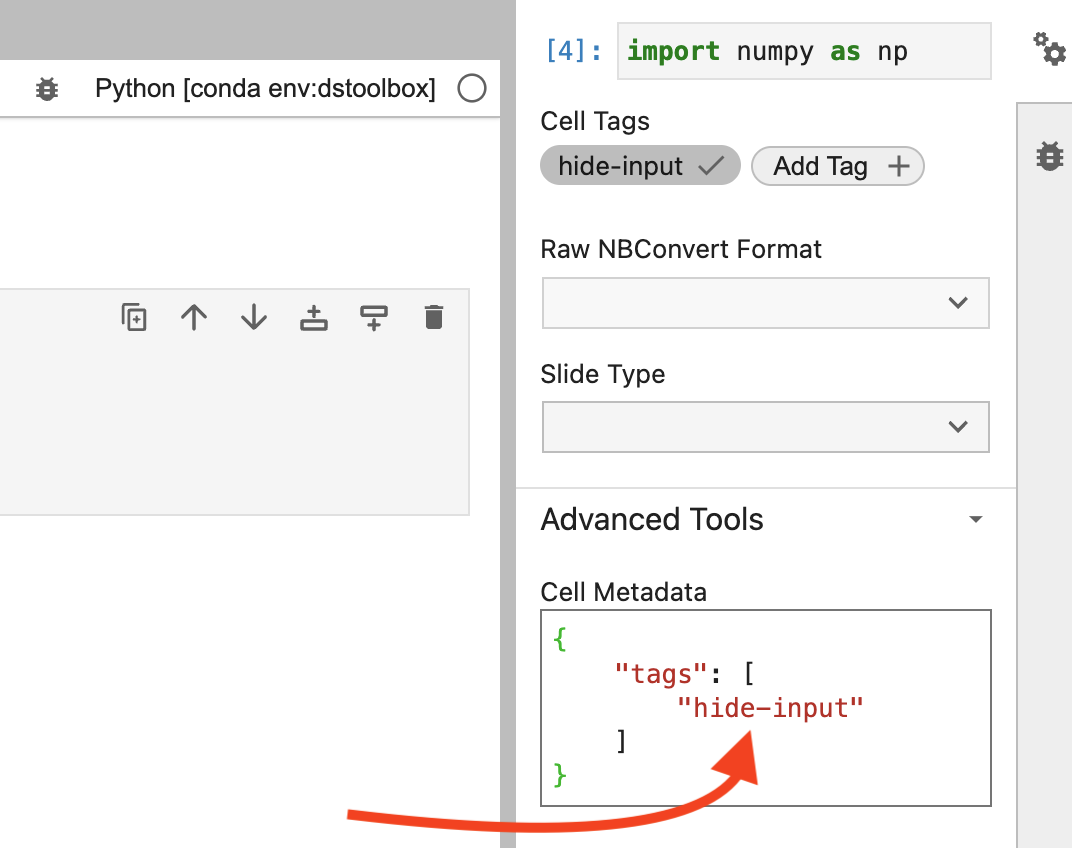 Python [conda env:dstoolbox]
[4]: import numpy as np
Cell Tags
hide-input Add Tag
Raw NBConvert Format
Slide Type
Advanced Tools
Cell Metadata
{
    "tags": [
        "hide-input"
    ]
}